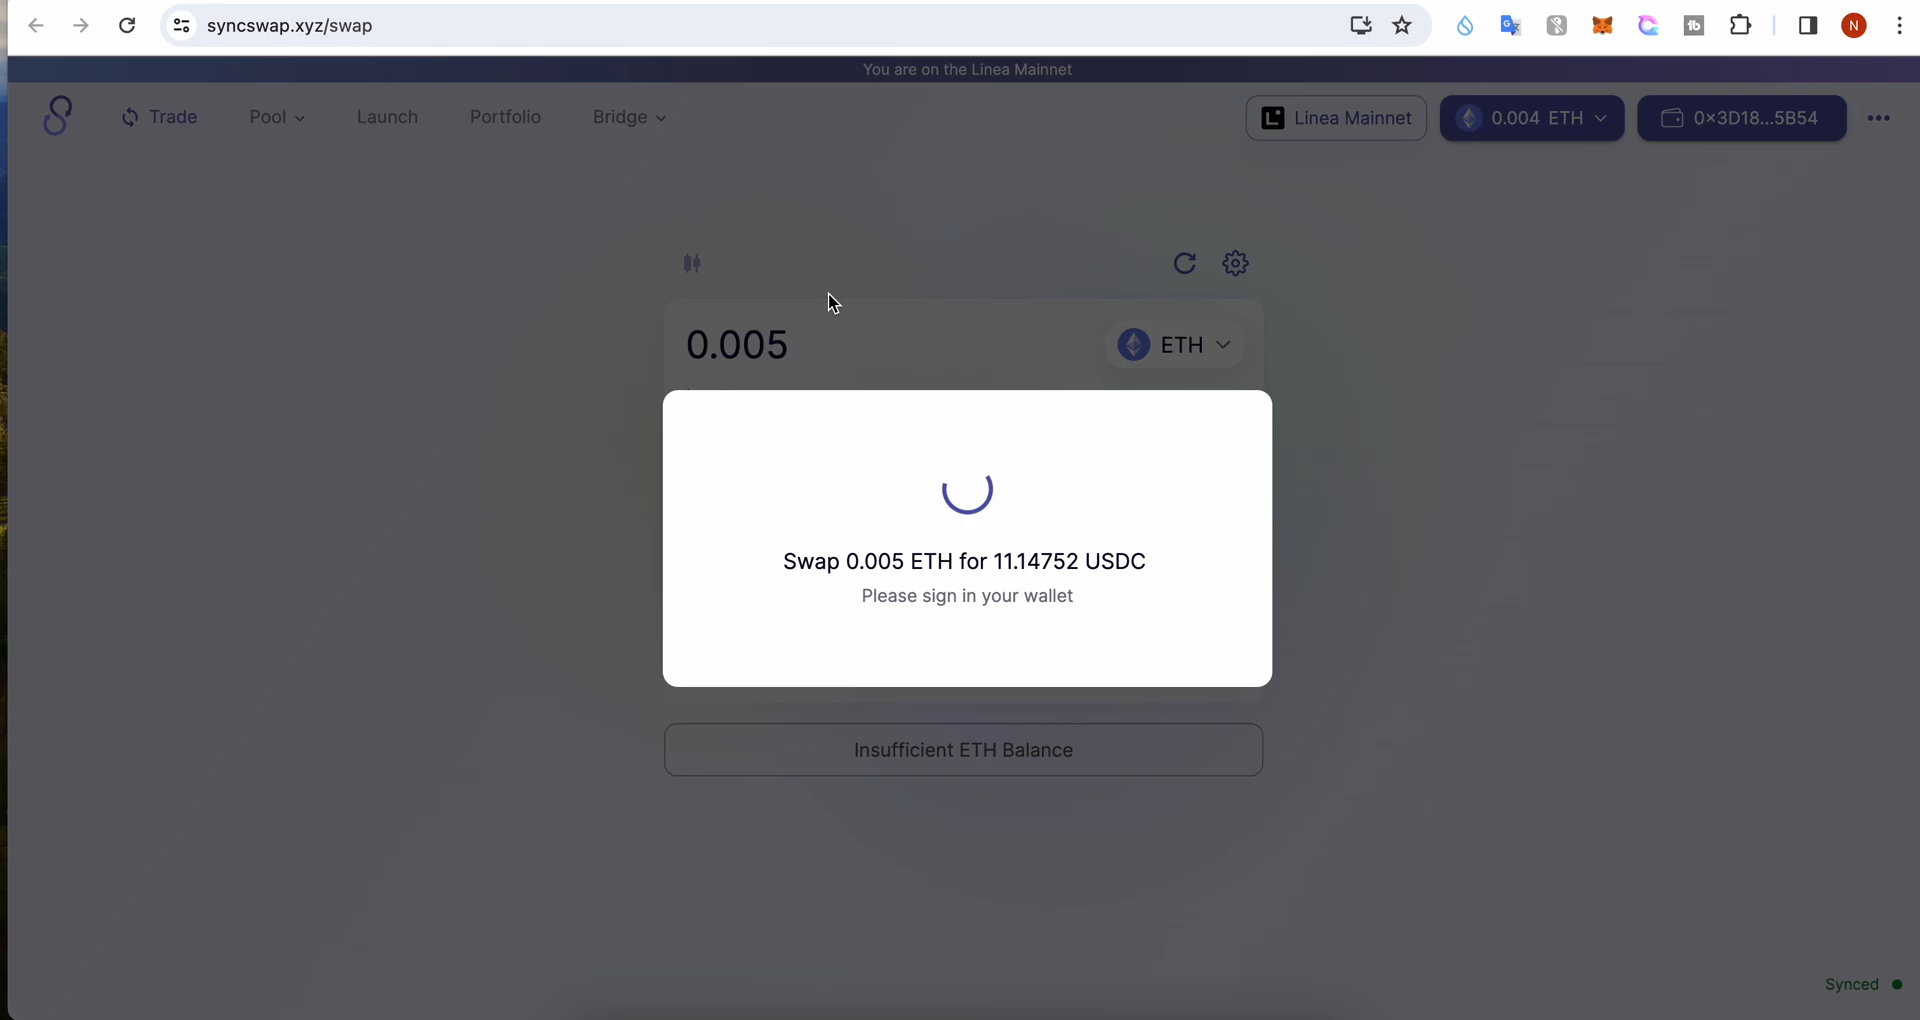 syncswap.xyz/swap
N
You are on the Linea Mainnet
Trade
Pool
Launch
Portfolio
Bridge
Linea Mainnet
0.004 ETH
0×3D18...5B54
0.005
ETH
Swap 0.005 ETH for 11.14752 USDC
Please sign in your wallet
Insufficient ETH Balance
Synced